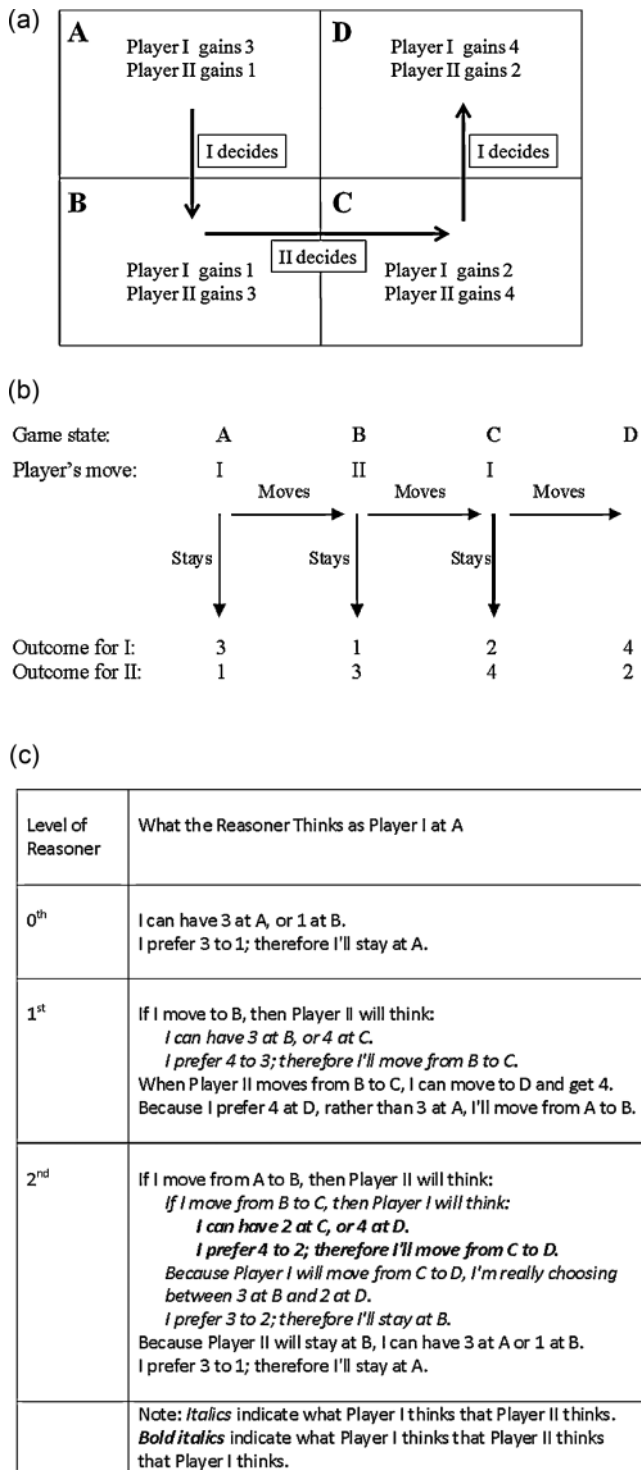 (a)
A
Player I gains 3
Player II gains 1
D
Player I gains 4
Player II gains 2
I decides
I decides
B
C
II decides
Player I gains 1
Player II gains 3
Player I gains 2
Player II gains 4
(b)
Game state: A B C D
Player's move: I II I
Moves Moves Moves
Stays Stays Stays
Outcome for I: 3 1 2 4
Outcome for II: 1 3 4 2
(c)
Level of
Reasoner
What the Reasoner Thinks as Player I at A
0th
I can have 3 at A, or 1 at B.
I prefer 3 to 1; therefore I'll stay at A.
1st
If I move to B, then Player II will think:
I can have 3 at B, or 4 at C.
I prefer 4 to 3; therefore I'll move from B to C.
When Player II moves from B to C, I can move to D and get 4.
Because I prefer 4 at D, rather than 3 at A, I'll move from A to B.
2nd
If I move from A to B, then Player II will think:
If I move from B to C, then Player I will think:
I can have 2 at C, or 4 at D.
I prefer 4 to 2; therefore I'll move from C to D.
Because Player I will move from C to D, I'm really choosing
between 3 at B and 2 at D.
I prefer 3 to 2; therefore I'll stay at B.
Because Player II will stay at B, I can have 3 at A or 1 at B.
I prefer 3 to 1; therefore I'll stay at A.
Note: Italics indicate what Player I thinks that Player II thinks.
Bold italics indicate what Player I thinks that Player II thinks
that Player I thinks.